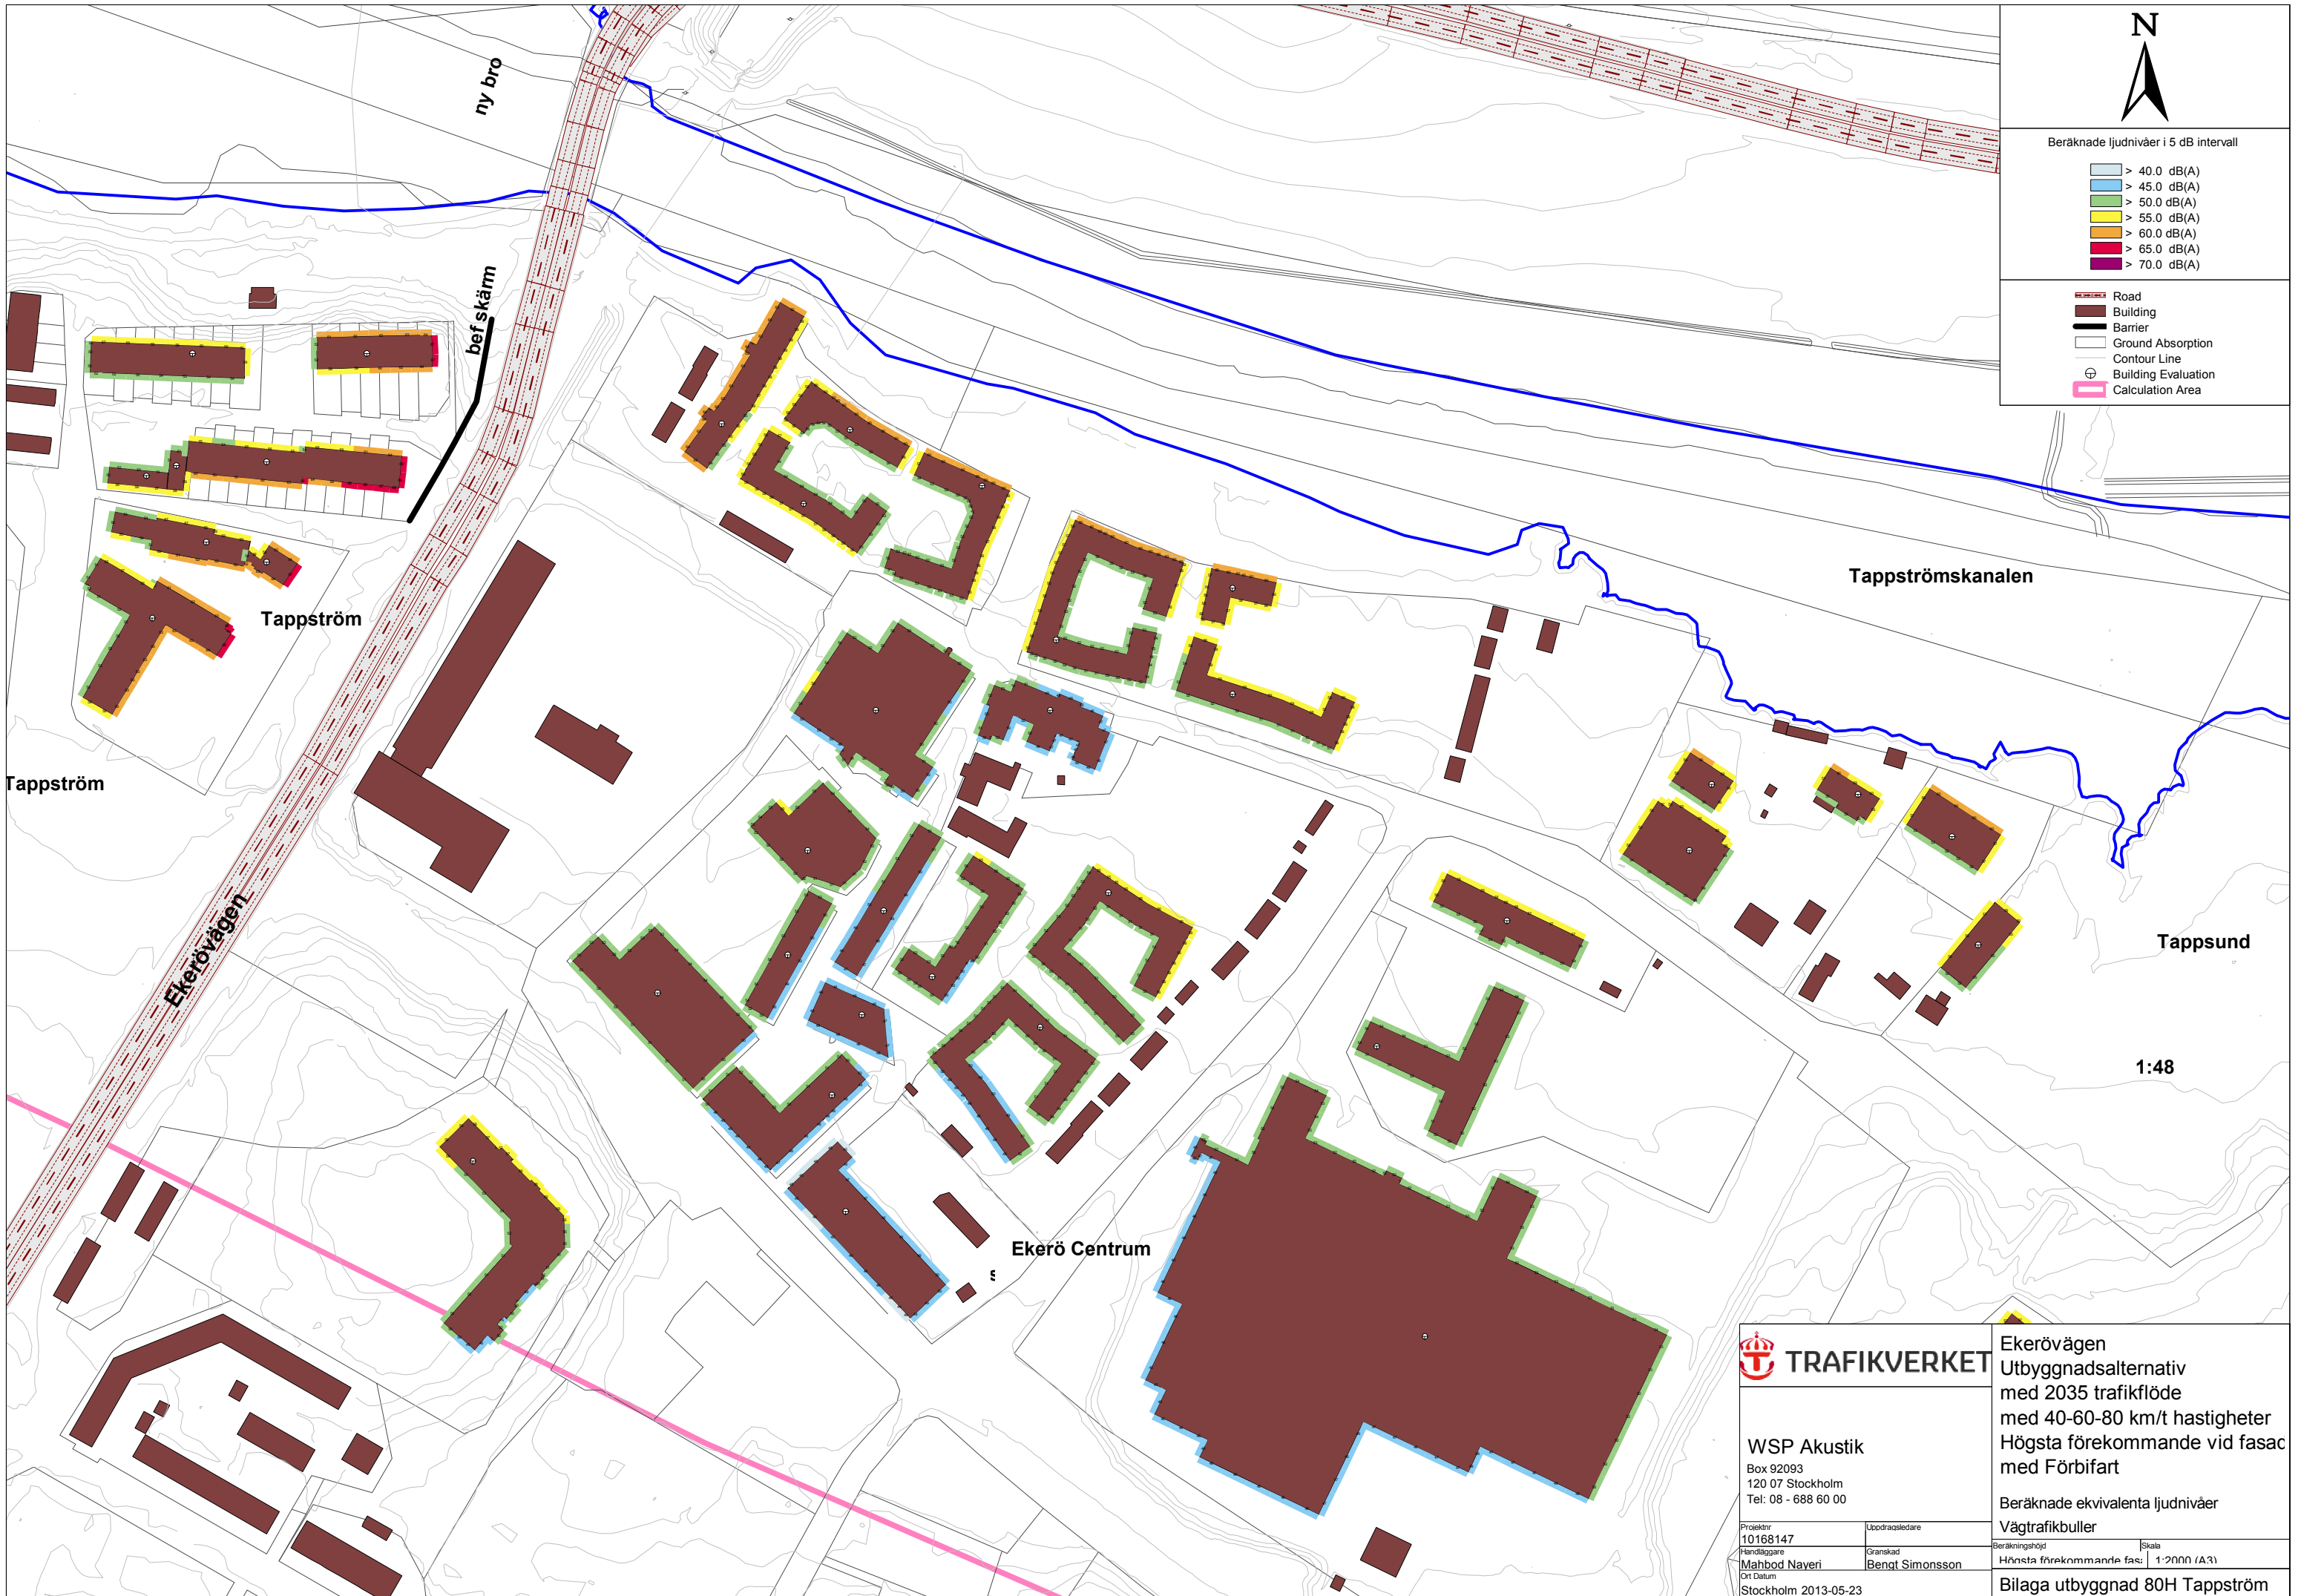 N
Beräknade ljudnivåer i 5 dB intervall
> 40.0 dB(A)
> 45.0 dB(A)
> 50.0 dB(A)
> 55.0 dB(A)
> 60.0 dB(A)
> 65.0 dB(A)
> 70.0 dB(A)
Road
Building
Barrier
Ground Absorption
Contour Line
Building Evaluation
Calculation Area
ny bro
bef skärm
Tappströmskanalen
Tappström
Tappström
Ekerövägen
Tappsund
1:48
Ekerö Centrum
s
TRAFIKVERKET
WSP Akustik
Box 92093
120 07 Stockholm
Tel: 08 - 688 60 00
Projektnr
10168147
Uppdragsledare
Handläggare
Mahbod Nayeri
Granskad
Bengt Simonsson
Ort Datum
Stockholm 2013-05-23
Ekerövägen
Utbyggnadsalternativ
med 2035 trafikflöde
med 40-60-80 km/t hastigheter
Högsta förekommande vid fasad
med Förbifart
Beräknade ekvivalenta ljudnivåer
Vägtrafikbuller
Beräkningshöjd
Högsta förekommande fas
Skala
1:2000 (A3)
Bilaga utbyggnad 80H Tappström